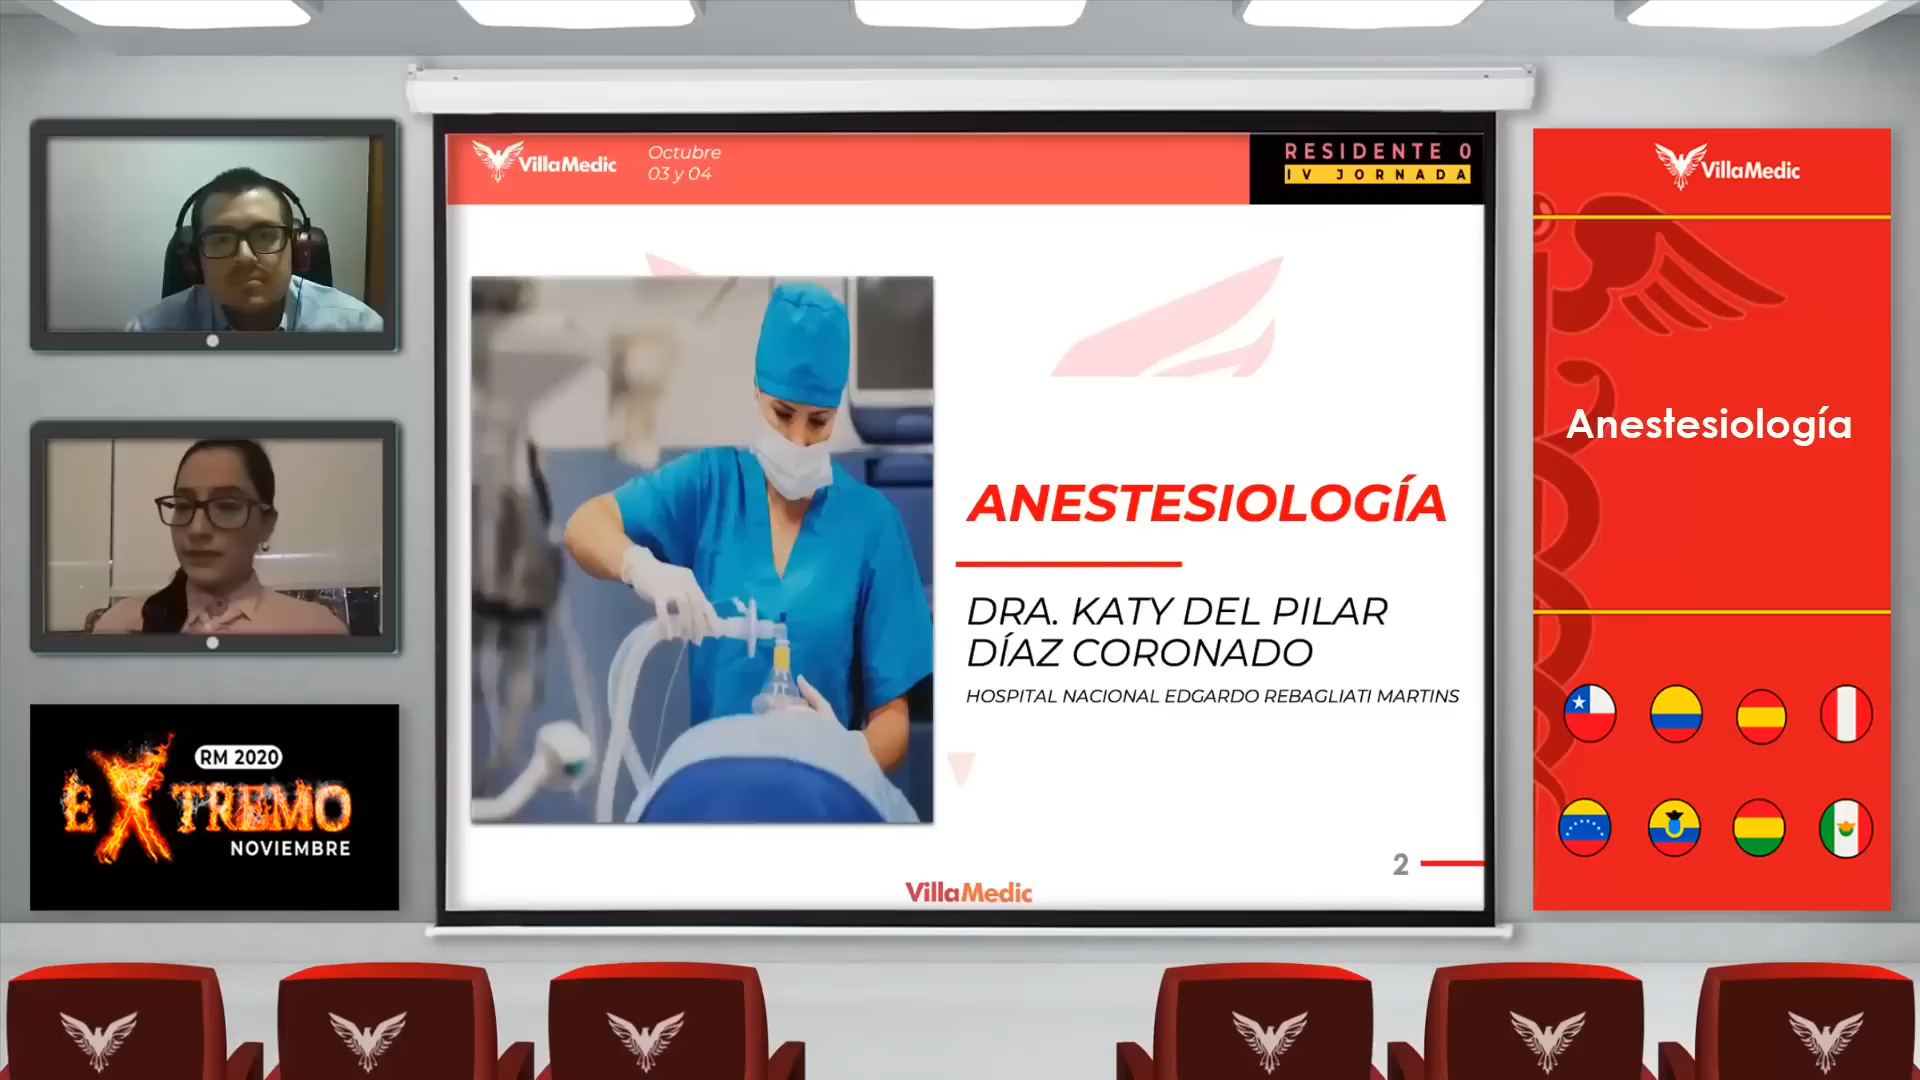 VillaMedic
Octubre
03 y 04
RESIDENTE 0
IV JORNADA
ANESTESIOLOGÍA
DRA. KATY DEL PILAR
DÍAZ CORONADO
HOSPITAL NACIONAL EDGARDO REBAGLIATI MARTINS
2
VillaMedic
RM 2020
EXTREMO
NOVIEMBRE
VillaMedic
Anestesiología